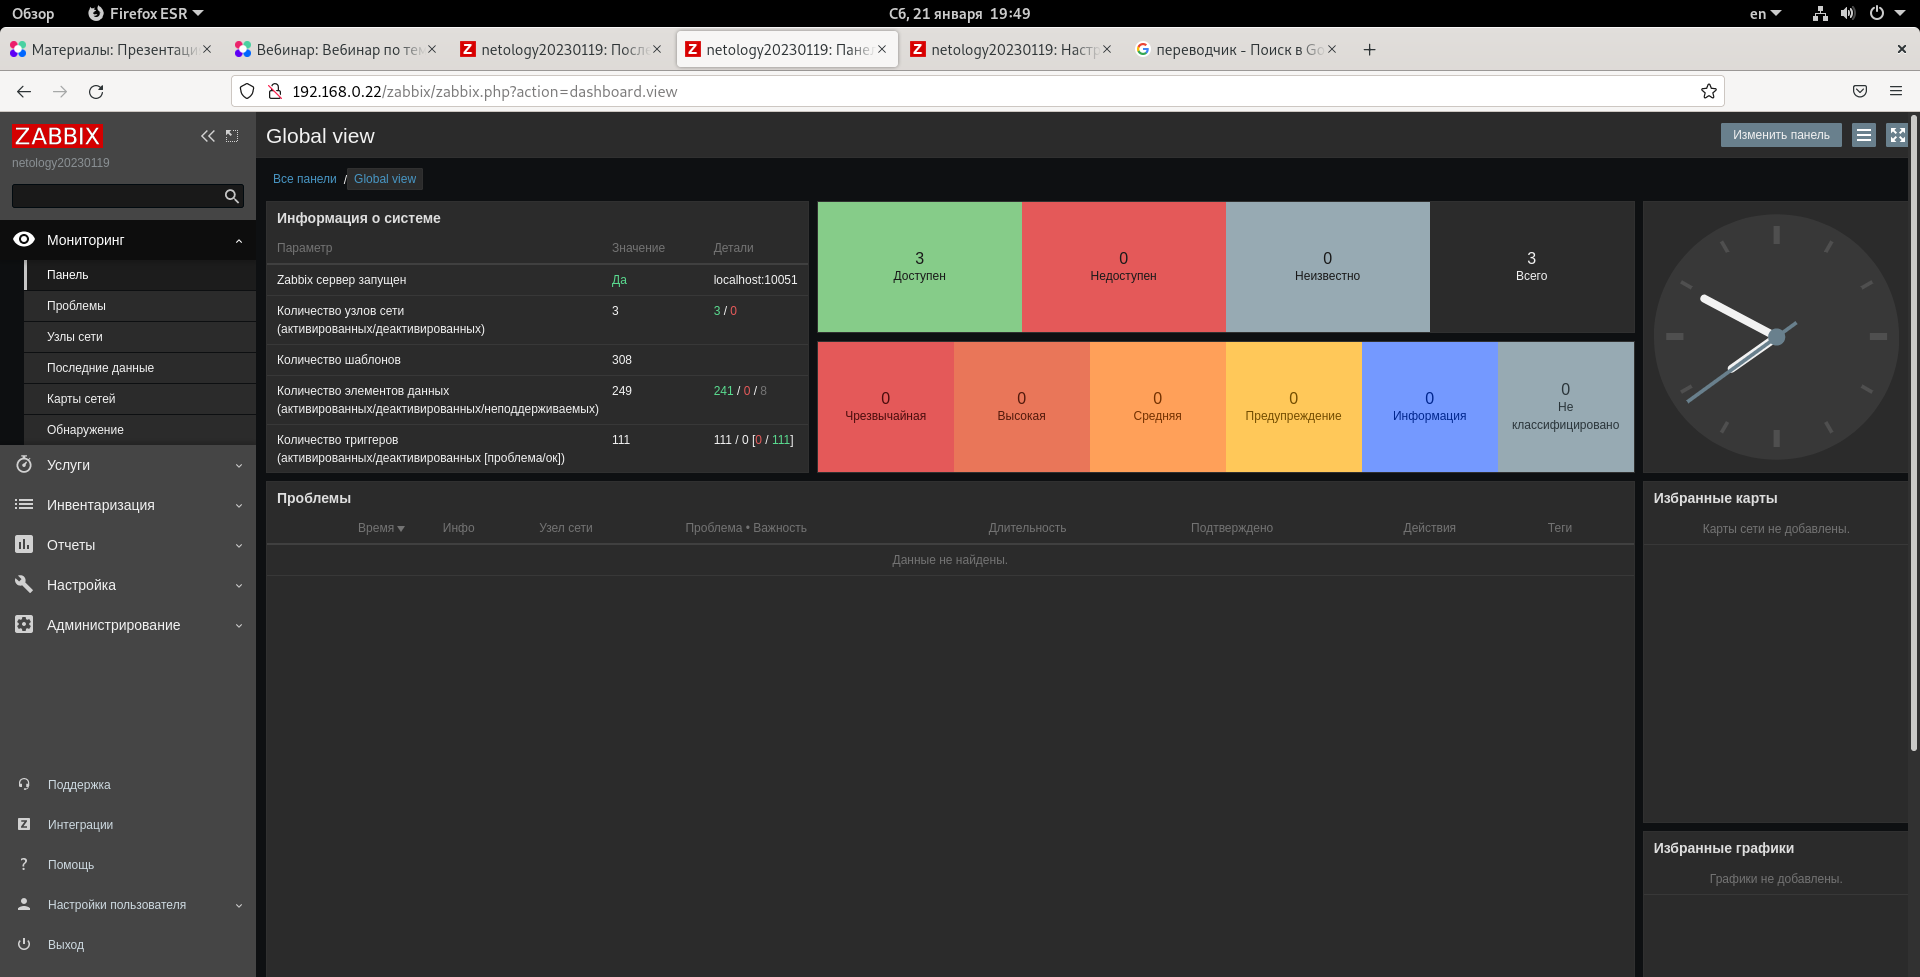 Обзор
Firefox ESR
Сб, 21 января 19:49
en
Материалы: Презентаци
Вебинар: Вебинар по тем
netology20230119: После
netology20230119: Пане
netology20230119: Настр
переводчик - Поиск в Go
192.168.0.22/zabbix/zabbix.php?action=dashboard.view
ZABBIX
netology20230119
Global view
Изменить панель
Все панели / Global view
Мониторинг
Панель
Проблемы
Узлы сети
Последние данные
Карты сетей
Обнаружение
Услуги
Инвентаризация
Отчеты
Настройка
Администрирование
Поддержка
Z Интеграции
? Помощь
Настройки пользователя
Выход
Информация о системе
Параметр Значение Детали
Zabbix сервер запущен Да localhost:10051
Количество узлов сети 3 3 / 0
(активированных/деактивированных)
Количество шаблонов 308
Количество элементов данных 249 241 / 0 / 8
(активированных/деактивированных/неподдерживаемых)
Количество триггеров 111 111 / 0 [0 / 111]
(активированных/деактивированных [проблема/ок])
3
Доступен
0
Недоступен
0
Неизвестно
3
Всего
0
Чрезвычайная
0
Высокая
0
Средняя
0
Предупреждение
0
Информация
0
Не
классифицировано
Проблемы
Время Инфо Узел сети Проблема • Важность Длительность Подтверждено Действия Теги
Данные не найдены.
Избранные карты
Карты сети не добавлены.
Избранные графики
Графики не добавлены.